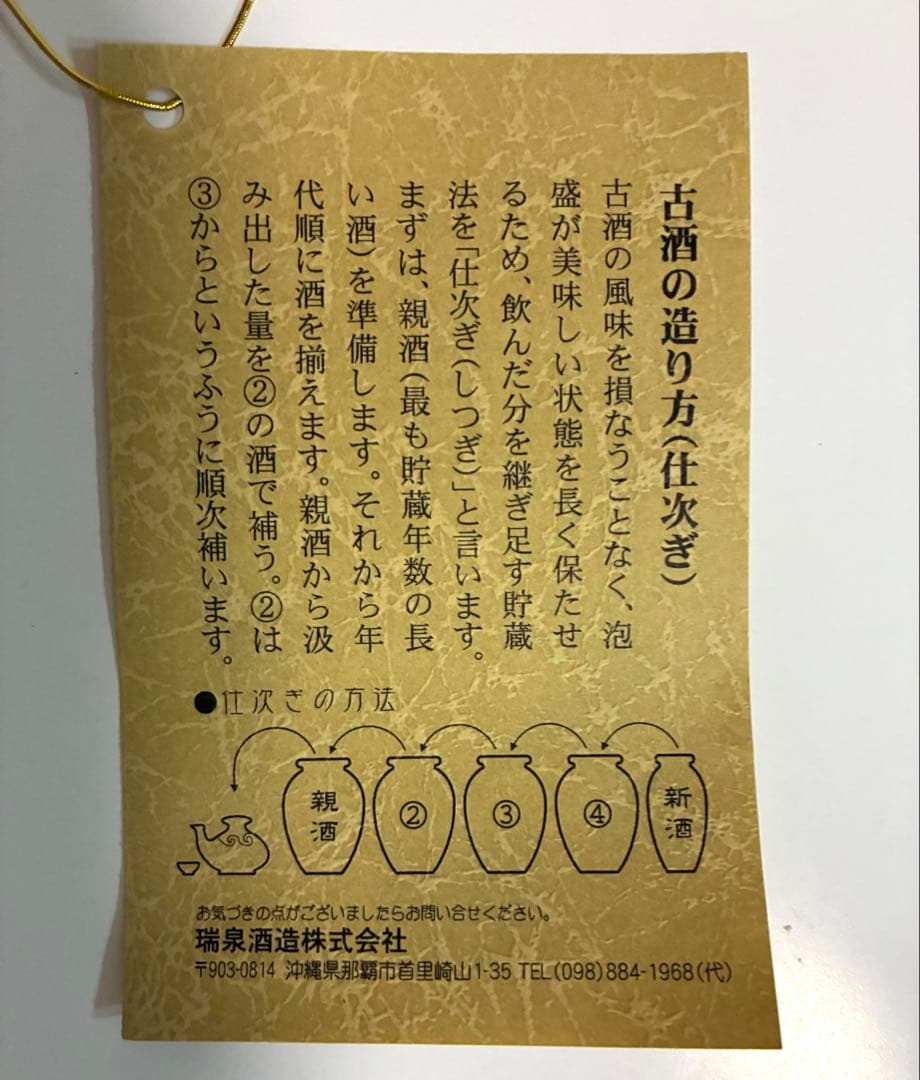 古酒の造り方（仕次ぎ）
古酒の風味を損なうことなく、泡
盛が美味しい状態を長く保たせ
るため、飲んだ分を継ぎ足す貯蔵
法を「仕次ぎ（しつぎ）」と言います。
まずは、親酒（最も貯蔵年数の長
い酒）を準備します。それから年
代順に酒を揃えます。親酒から汲
み出した量を②の酒で補う。②は
③からというふうに順次補います。
●仕次ぎの方法
親酒
②
③
④
新酒
お気づきの点がございましたらお問い合せください。
瑞泉酒造株式会社
〒903-0814 沖縄県那覇市首里崎山1-35 TEL(098)884-1968(代)